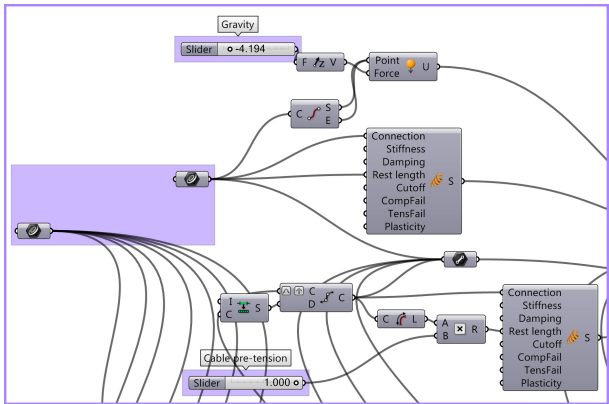 Gravity
Slider -4.194
F V
Point
Force
U
C S
E
Connection
Stiffness
Damping
Rest length
Cutoff
CompFail
TensFail
Plasticity
S
I
C
S
C
D
C
C L
A
B
R
Cable pre-tension
Slider 1.000
Connection
Stiffness
Damping
Rest length
Cutoff
CompFail
TensFail
Plasticity
S